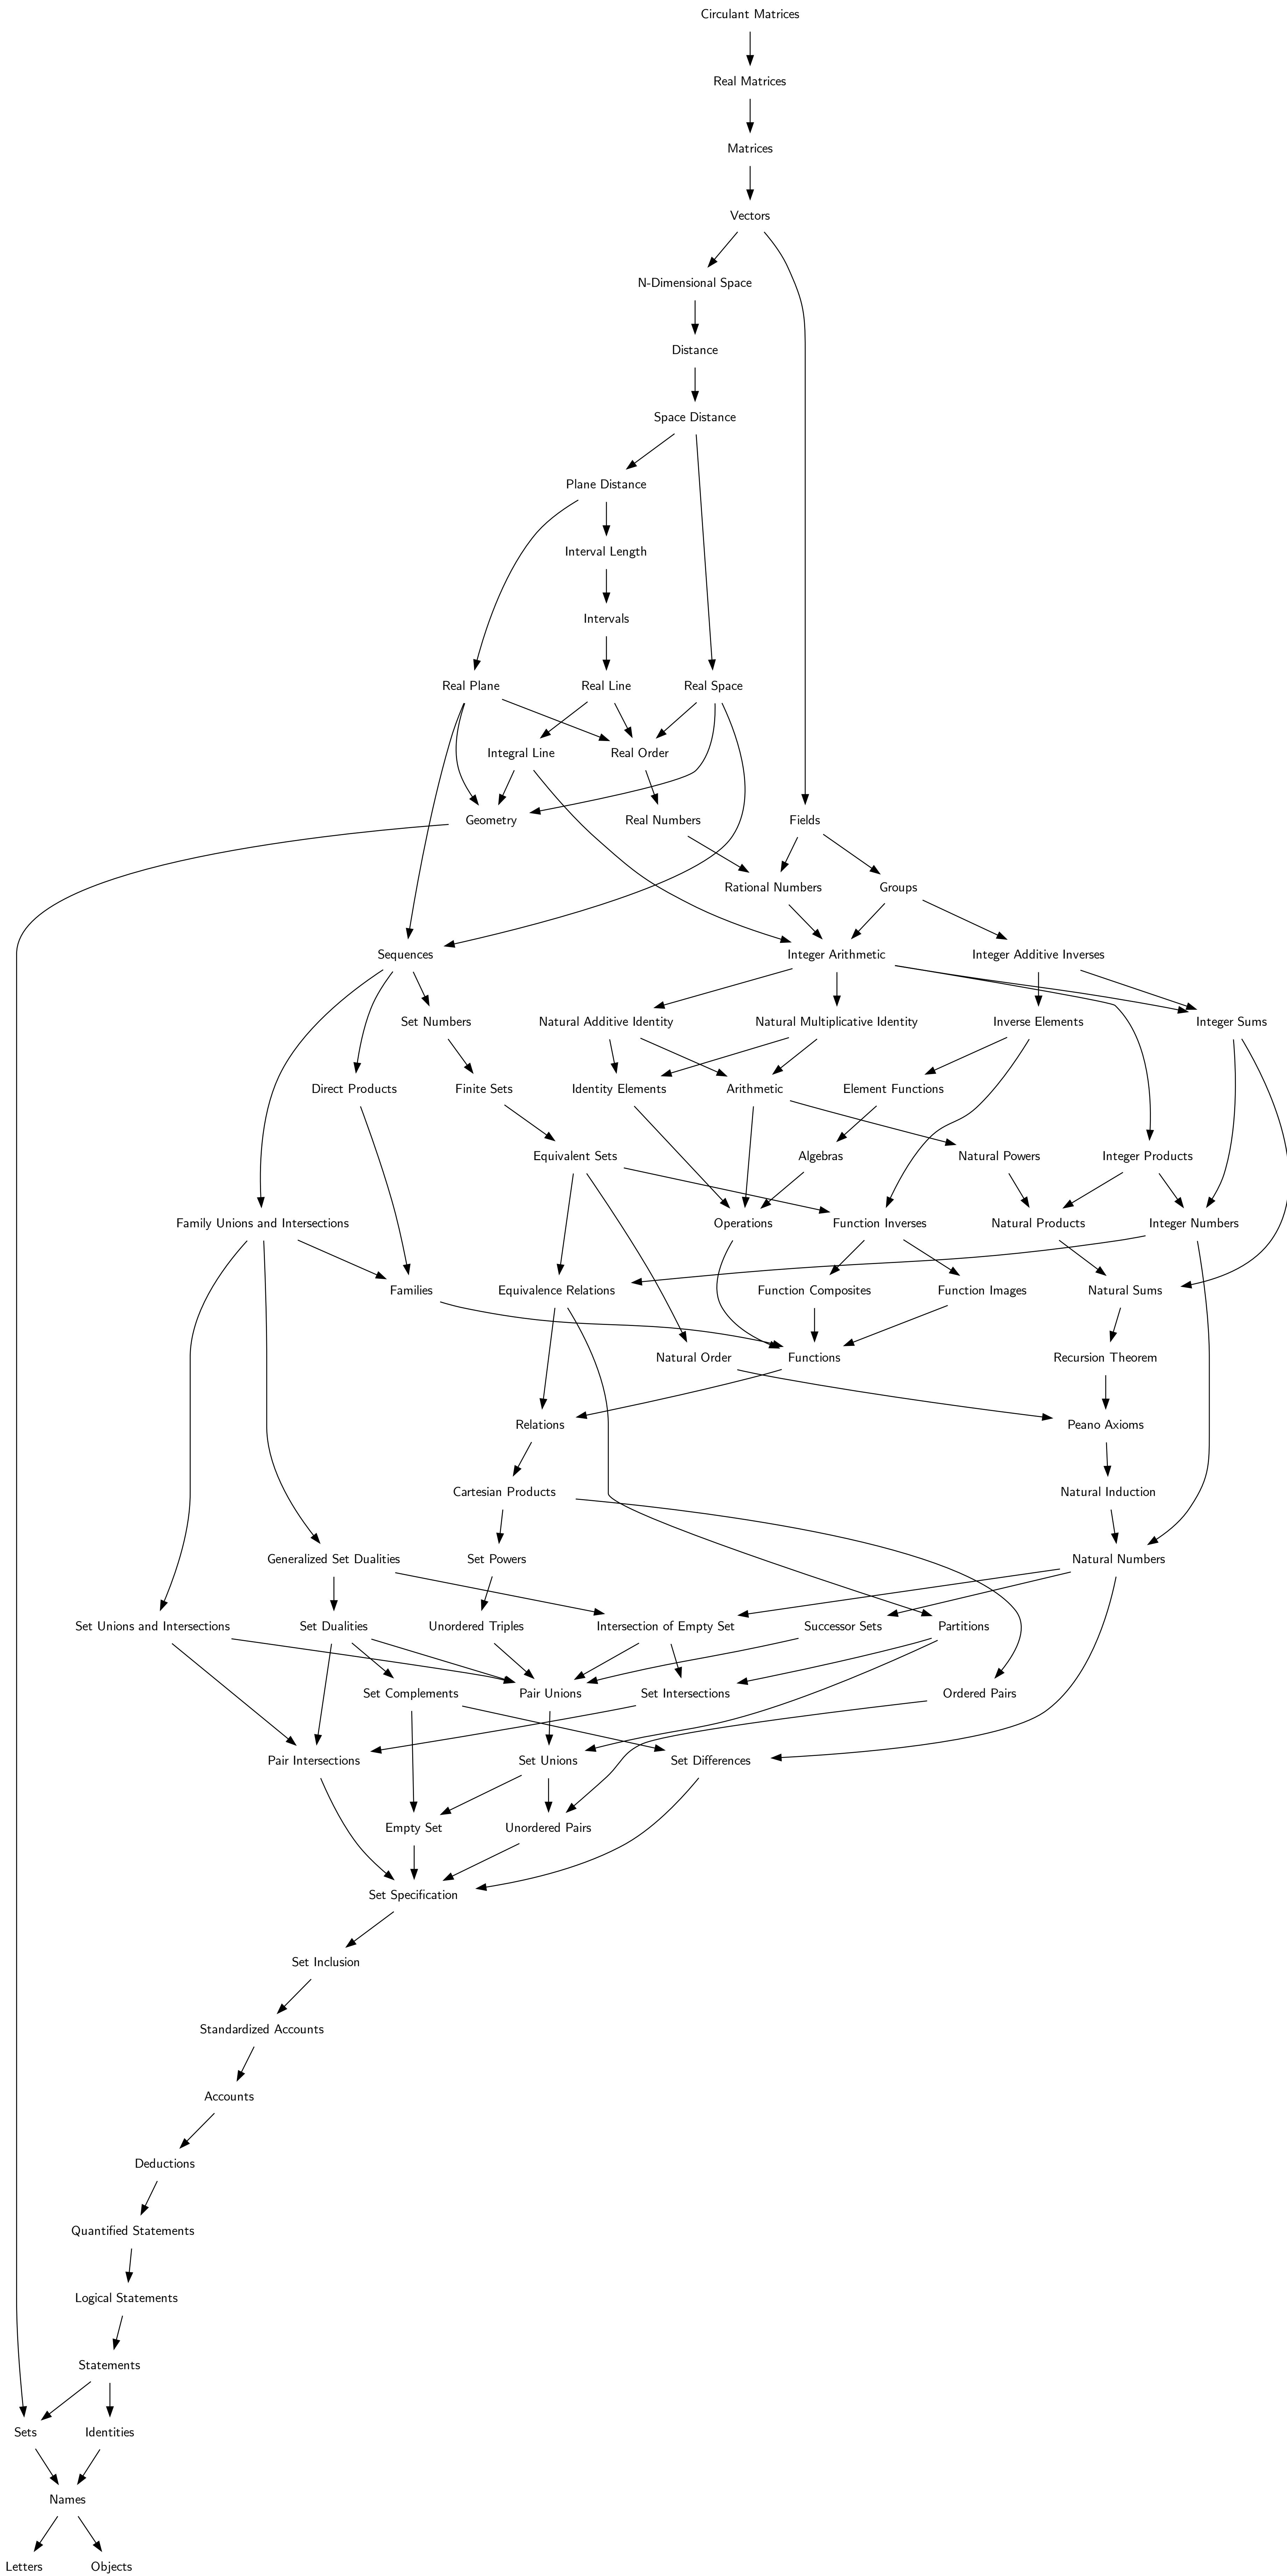 Circulant Matrices
Real Matrices
Matrices
Vectors
N-Dimensional Space
Distance
Space Distance
Plane Distance
Interval Length
Intervals
Real Plane
Real Line
Real Space
Integral Line
Real Order
Geometry
Real Numbers
Fields
Rational Numbers
Groups
Sequences
Integer Arithmetic
Integer Additive Inverses
Set Numbers
Natural Additive Identity
Natural Multiplicative Identity
Inverse Elements
Integer Sums
Direct Products
Finite Sets
Identity Elements
Arithmetic
Element Functions
Equivalent Sets
Algebras
Natural Powers
Integer Products
Family Unions and Intersections
Operations
Function Inverses
Natural Products
Integer Numbers
Families
Equivalence Relations
Function Composites
Function Images
Natural Sums
Natural Order
Functions
Recursion Theorem
Relations
Peano Axioms
Cartesian Products
Natural Induction
Generalized Set Dualities
Set Powers
Natural Numbers
Set Unions and Intersections
Set Dualities
Unordered Triples
Intersection of Empty Set
Successor Sets
Partitions
Set Complements
Pair Unions
Set Intersections
Ordered Pairs
Pair Intersections
Set Unions
Set Differences
Empty Set
Unordered Pairs
Set Specification
Set Inclusion
Standardized Accounts
Accounts
Deductions
Quantified Statements
Logical Statements
Statements
Sets
Identities
Names
Letters
Objects